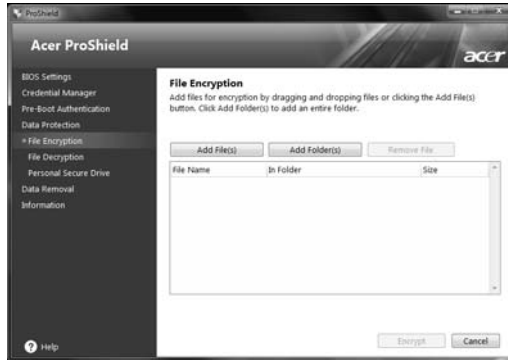 ProShield
Acer ProShield
acer
BIOS Settings
Credential Manager
Pre-Boot Authentication
Data Protection
File Encryption
File Decryption
Personal Secure Drive
Data Removal
Information
Help
File Encryption
Add files for encryption by dragging and dropping files or clicking the Add File(s)
button. Click Add Folder(s) to add an entire folder.
Add File(s) Add Folder(s) Remove File
File Name In Folder Size
Encrypt Cancel